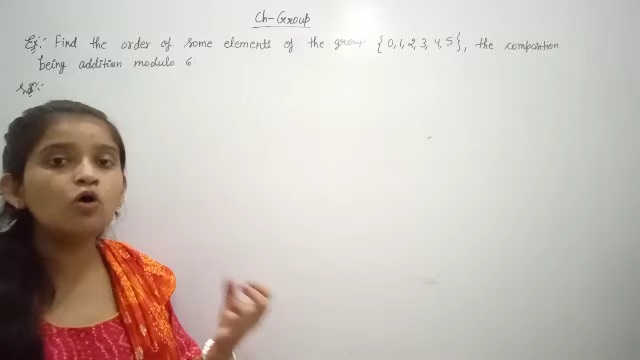 Ch-Group
Ex:- Find the order of some elements of the group {0,1,2,3,4,5}, the composition
being addition modulo 6.
Sol:-